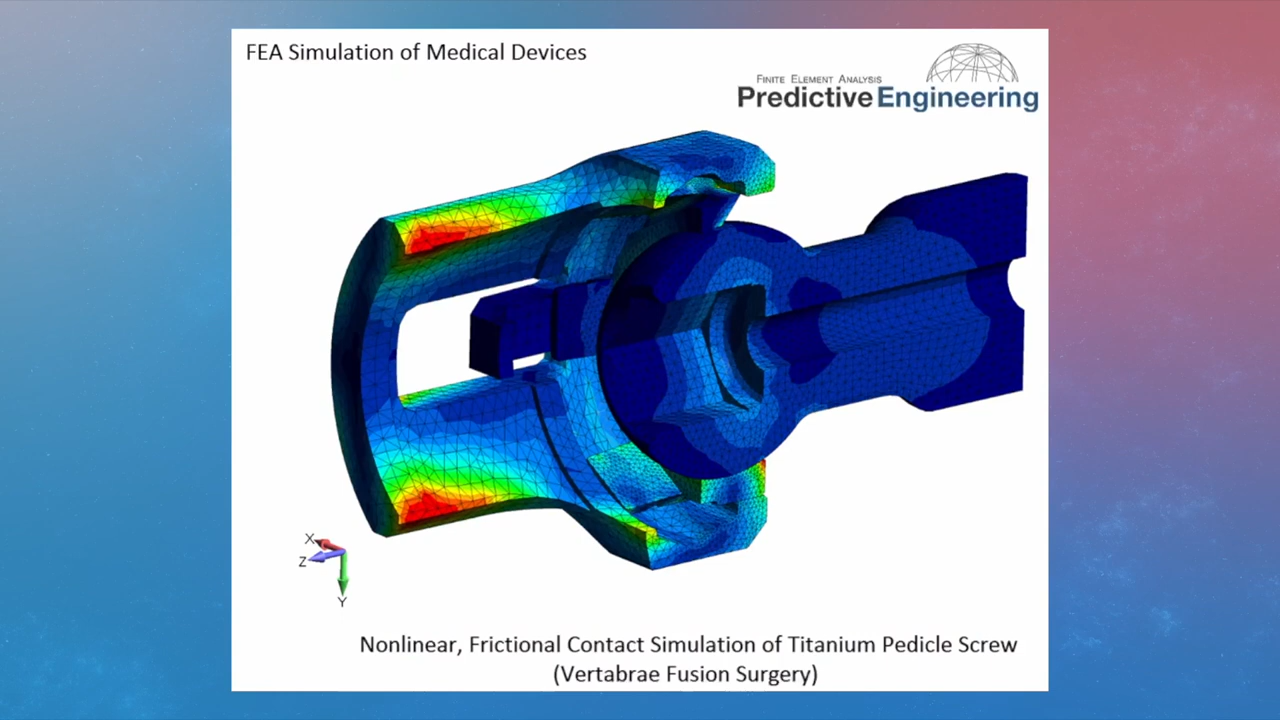 FEA Simulation of Medical Devices
FINITE ELEMENT ANALYSIS
Predictive Engineering
X
Z
Y
Nonlinear, Frictional Contact Simulation of Titanium Pedicle Screw
(Vertabrae Fusion Surgery)